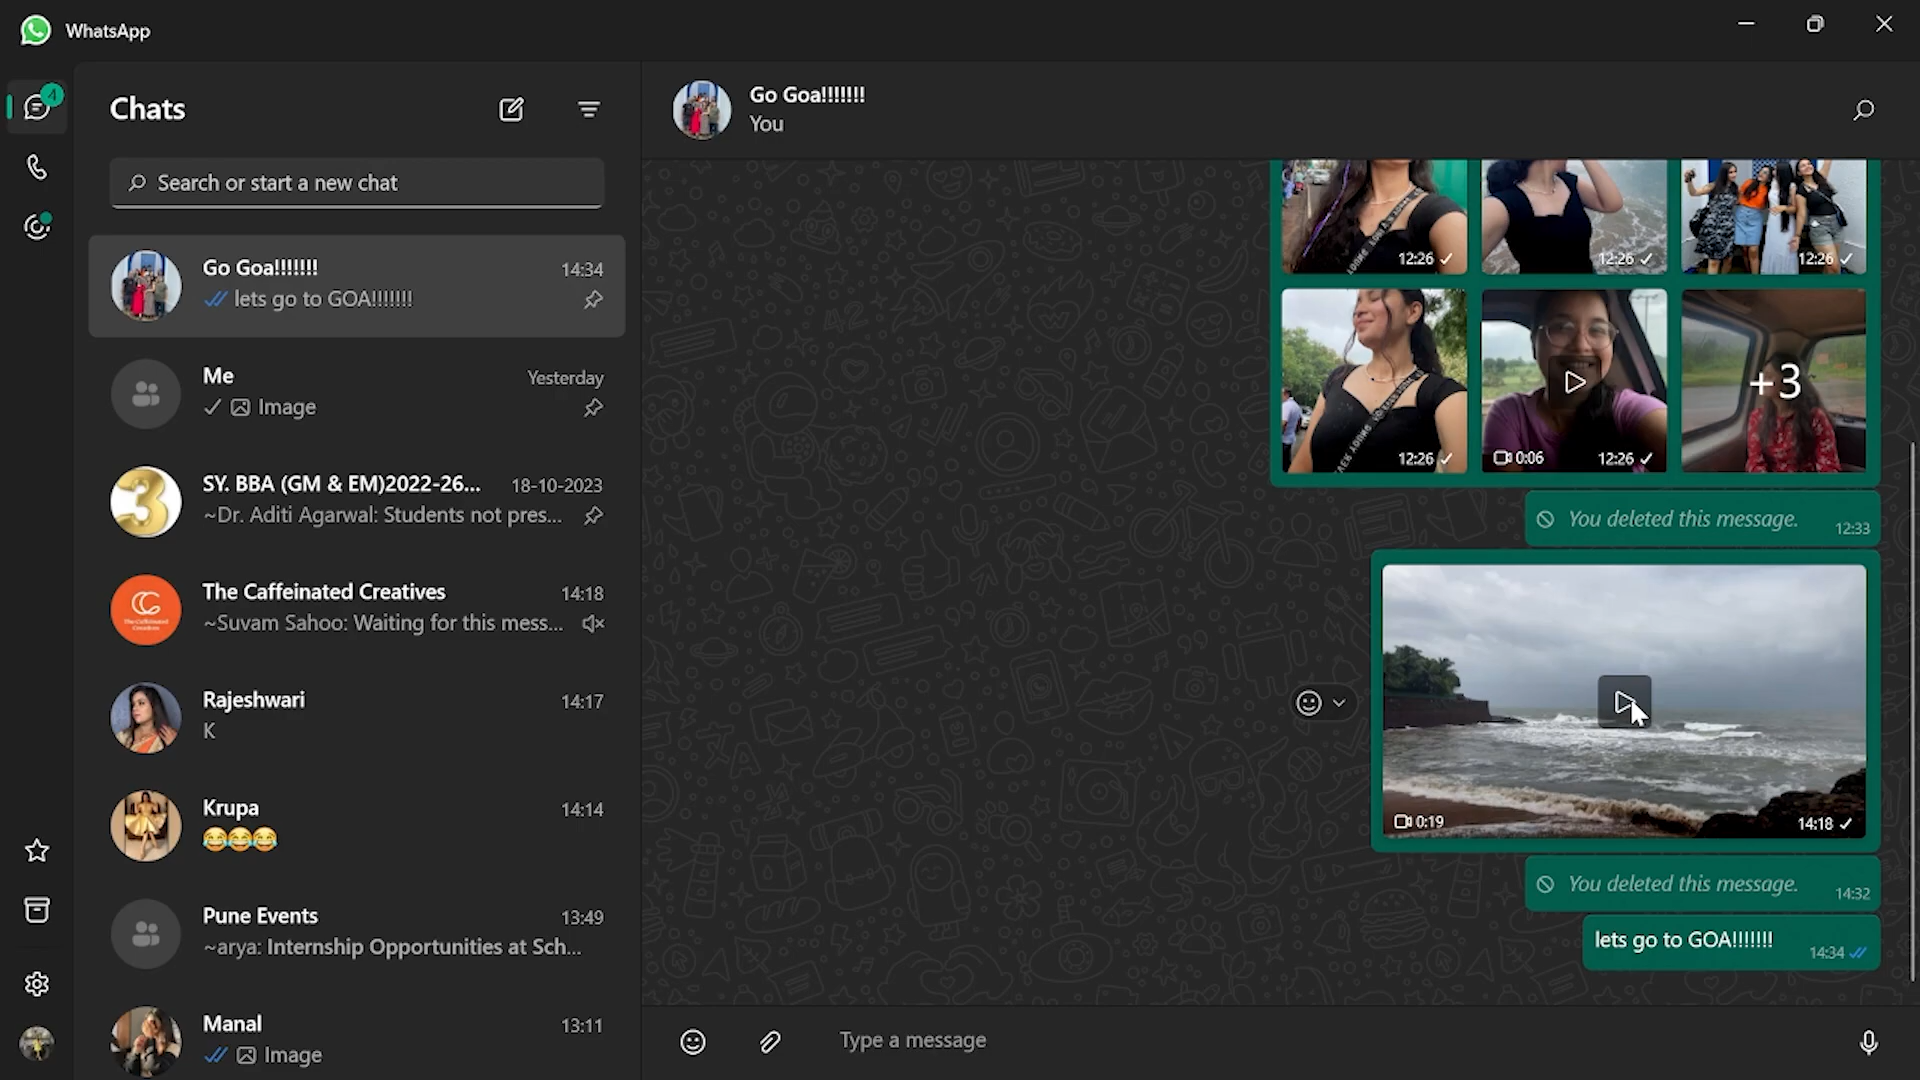 WhatsApp
4
Chats
Search or start a new chat
Go Goa!!!!!!!
14:34
lets go to GOA!!!!!!!
Me
Yesterday
Image
3
SY. BBA (GM & EM)2022-26...
18-10-2023
~Dr. Aditi Agarwal: Students not pres...
The Caffeinated Creatives
14:18
~Suvam Sahoo: Waiting for this mess...
Rajeshwari
14:17
K
Krupa
14:14
😂😂😂
Pune Events
13:49
~arya: Internship Opportunities at Sch...
Manal
13:11
Image
Go Goa!!!!!!!
You
12:26
12:26
12:26
12:26
0:06
12:26
+3
You deleted this message.
12:33
0:19
14:18
You deleted this message.
14:32
lets go to GOA!!!!!!!
14:34
Type a message